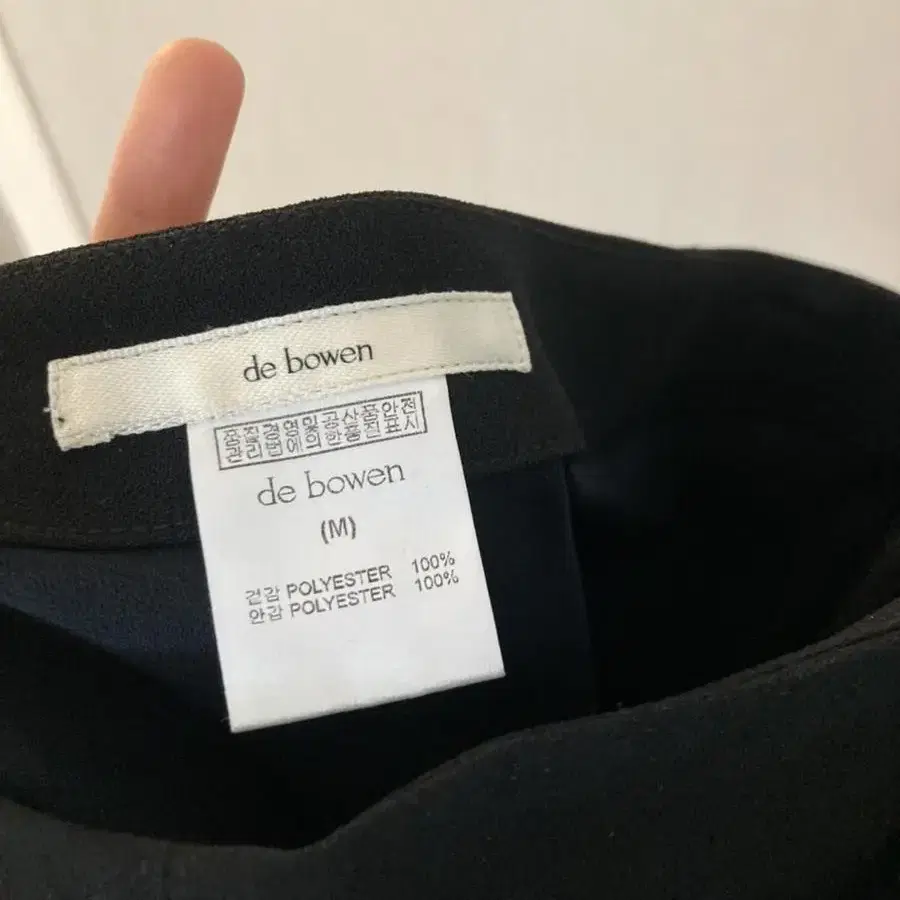 de bowen
품질경영및공산품안전
관리법에의한품질표시
de bowen
(M)
겉감 POLYESTER 100%
안감 POLYESTER 100%